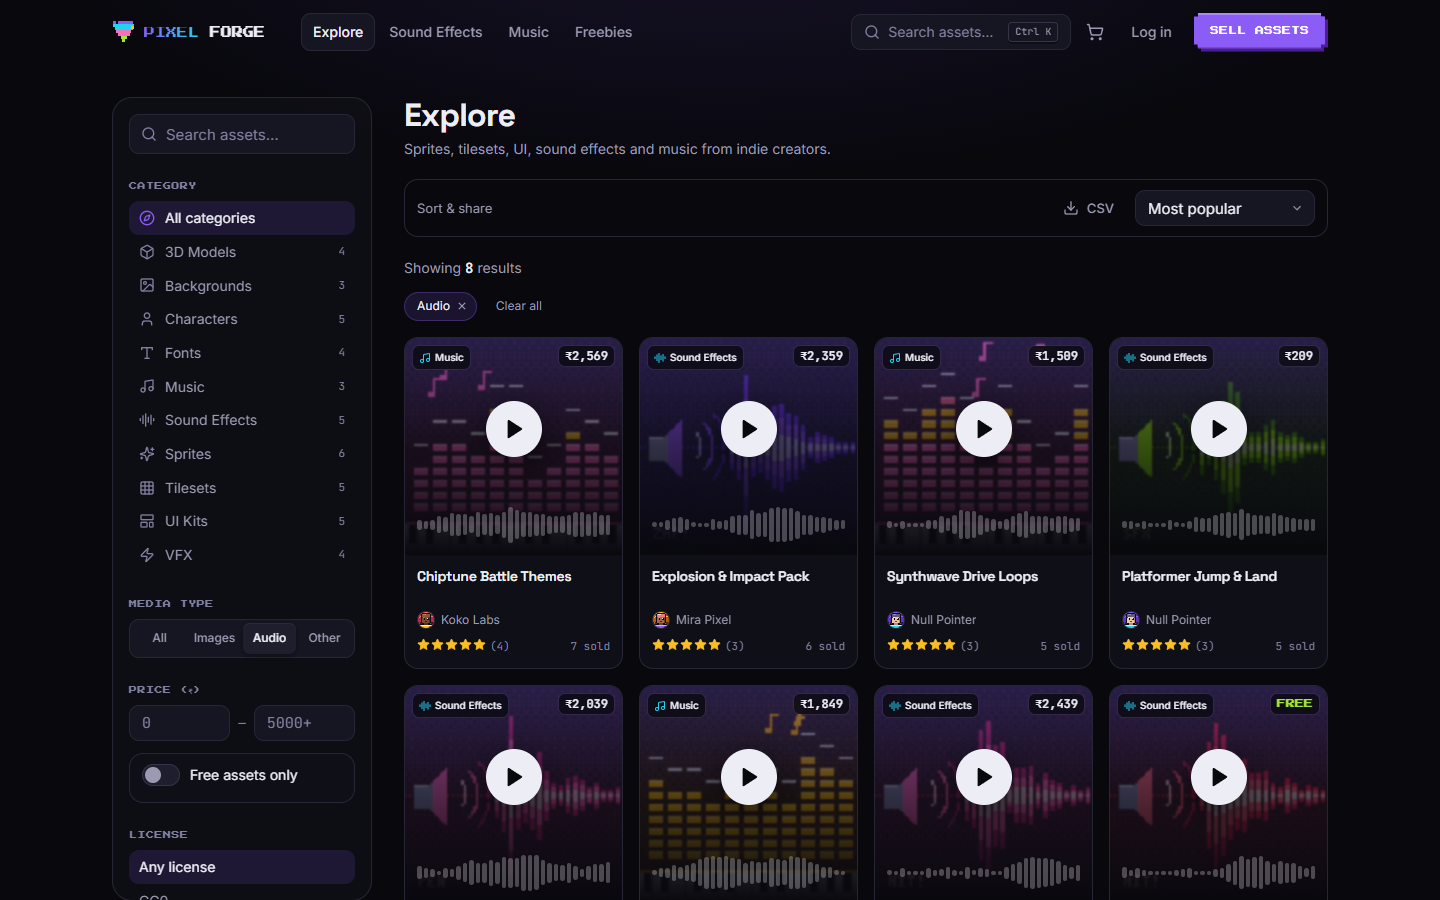 PIXEL FORGE
Explore
Sound Effects
Music
Freebies
Search assets...
Ctrl K
Log in
SELL ASSETS
Search assets...
CATEGORY
All categories
3D Models 4
Backgrounds 3
Characters 5
Fonts 4
Music 3
Sound Effects 5
Sprites 6
Tilesets 5
UI Kits 5
VFX 4
MEDIA TYPE
All Images Audio Other
PRICE (₹)
0 – 5000+
Free assets only
LICENSE
Any license
CC0
Explore
Sprites, tilesets, UI, sound effects and music from indie creators.
Sort & share
CSV
Most popular
Showing 8 results
Audio ×
Clear all
Music ₹2,569
Chiptune Battle Themes
Koko Labs
(4) 7 sold
Sound Effects ₹2,359
Explosion & Impact Pack
Mira Pixel
(3) 6 sold
Music ₹1,509
Synthwave Drive Loops
Null Pointer
(3) 5 sold
Sound Effects ₹209
Platformer Jump & Land
Null Pointer
(3) 5 sold
Sound Effects ₹2,039
Music ₹1,849
Sound Effects ₹2,439
Sound Effects FREE